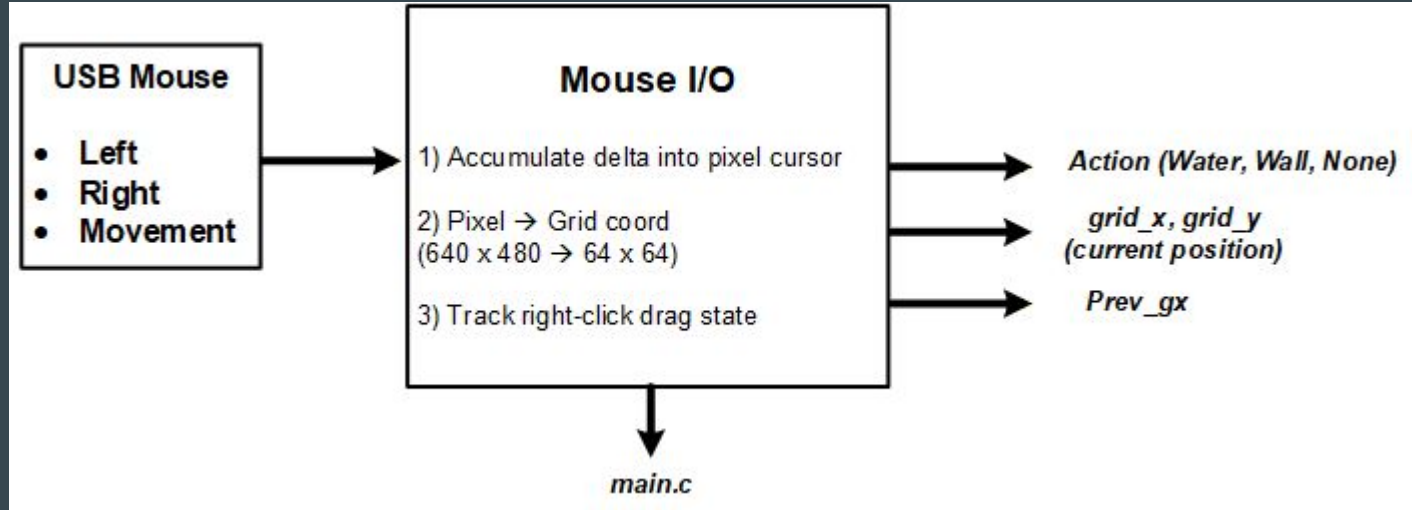 USB Mouse
• Left
• Right
• Movement
Mouse I/O
1) Accumulate delta into pixel cursor
2) Pixel → Grid coord
(640 x 480 → 64 x 64)
3) Track right-click drag state
Action (Water, Wall, None)
grid_x, grid_y
(current position)
Prev_gx
main.c